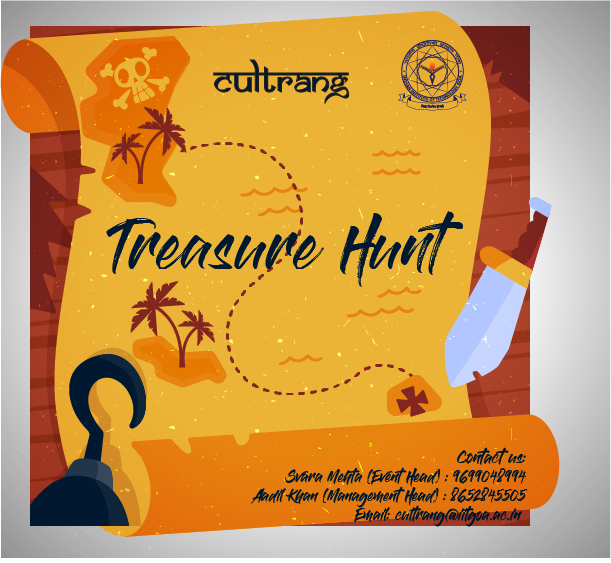 cultrang
Treasure Hunt
Contact us:
Svara Mehta (Event Head) : 9699048994
Aadil Khan (Management Head) : 8652845505
Email: cultrang@iitgoa.ac.in